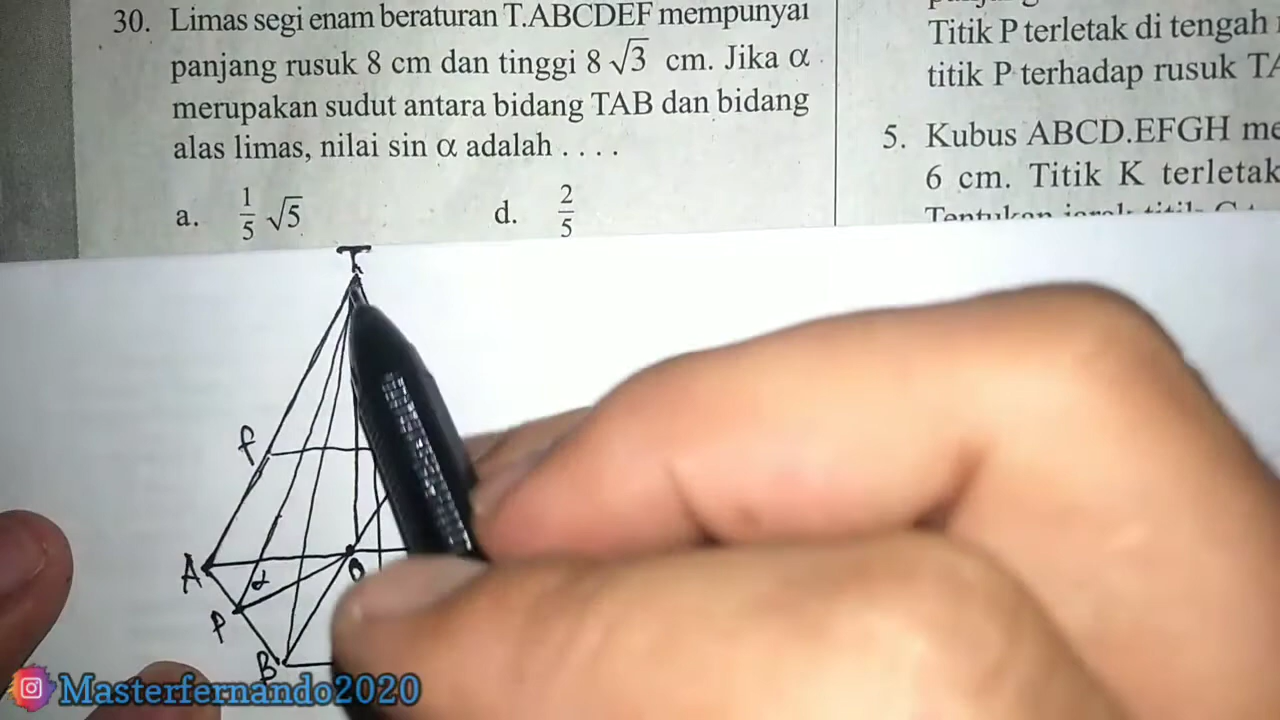 30. Limas segi enam beraturan T.ABCDEF mempunyai
panjang rusuk 8 cm dan tinggi 8 √3 cm. Jika α
merupakan sudut antara bidang TAB dan bidang
alas limas, nilai sin α adalah . . . .
a. 1/5 √5
d. 2/5
Titik P terletak di tengah
titik P terhadap rusuk TA
5. Kubus ABCD.EFGH me
6 cm. Titik K terletak
T
f
A
α
O
P
B
Masterfernando2020